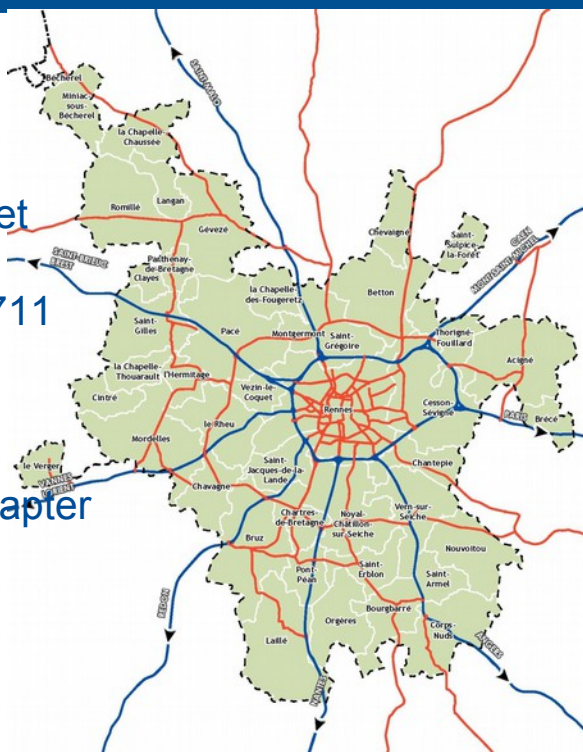 SAINT-MALO
Bécherel
Miniac-
sous-
Bécherel
la Chapelle-
Chaussée
et
Romillé
Langan
Gévezé
Chevaigné
Saint-
Sulpice-
la-Forêt
CAEN
MONT-SAINT-MICHEL
SAINT-BRIEUC
BREST
Parthenay-
de-Bretagne
Clayes
la Chapelle-
des-Fougeretz
Betton
711
Saint-
Gilles
Pacé
Montgermont
Saint-
Grégoire
Thorigné-
Fouillard
Acigné
la Chapelle-
Thouarault
l'Hermitage
Vezin-le-
Coquet
Rennes
Cesson-
Sévigné
Cintré
PARIS
Brécé
le Rheu
Mordelles
le Verger
Saint-
Jacques-de-la-
Lande
Chantepie
VANNES
LORIENT
Chavagne
apter
Chartres-
de-Bretagne
Noyal-
Châtillon-
sur-Seiche
Vern-sur-
Seiche
Bruz
Nouvoitou
Pont-
Péan
Saint-
Erblon
Saint-
Armel
REDON
Bourgbarré
Orgères
Corps-
Nuds
Laillé
ANGERS
NANTES